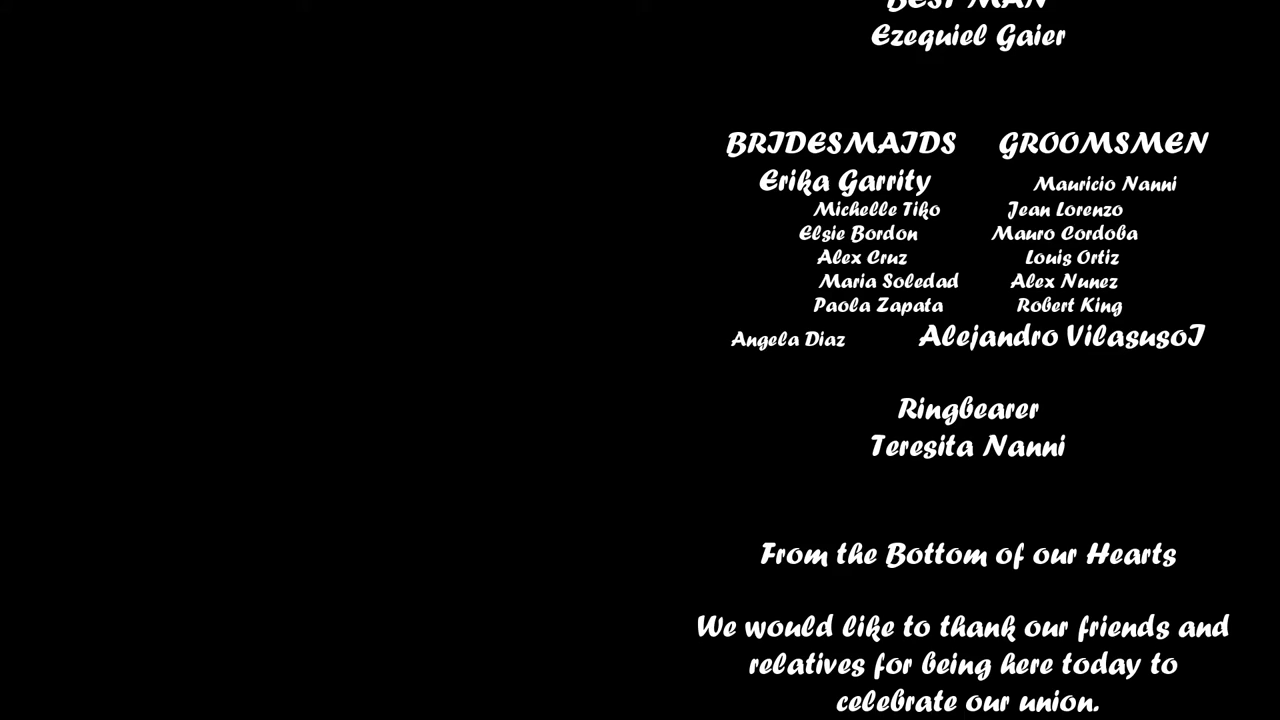 BEST MAN
Ezequiel Gaier
BRIDESMAIDS GROOMSMEN
Erika Garrity Mauricio Nanni
Michelle Tiko Jean Lorenzo
Elsie Bordon Mauro Cordoba
Alex Cruz Louis Ortiz
Maria Soledad Alex Nunez
Paola Zapata Robert King
Angela Diaz Alejandro VilasusoI
Ringbearer
Teresita Nanni
From the Bottom of our Hearts
We would like to thank our friends and
relatives for being here today to
celebrate our union.